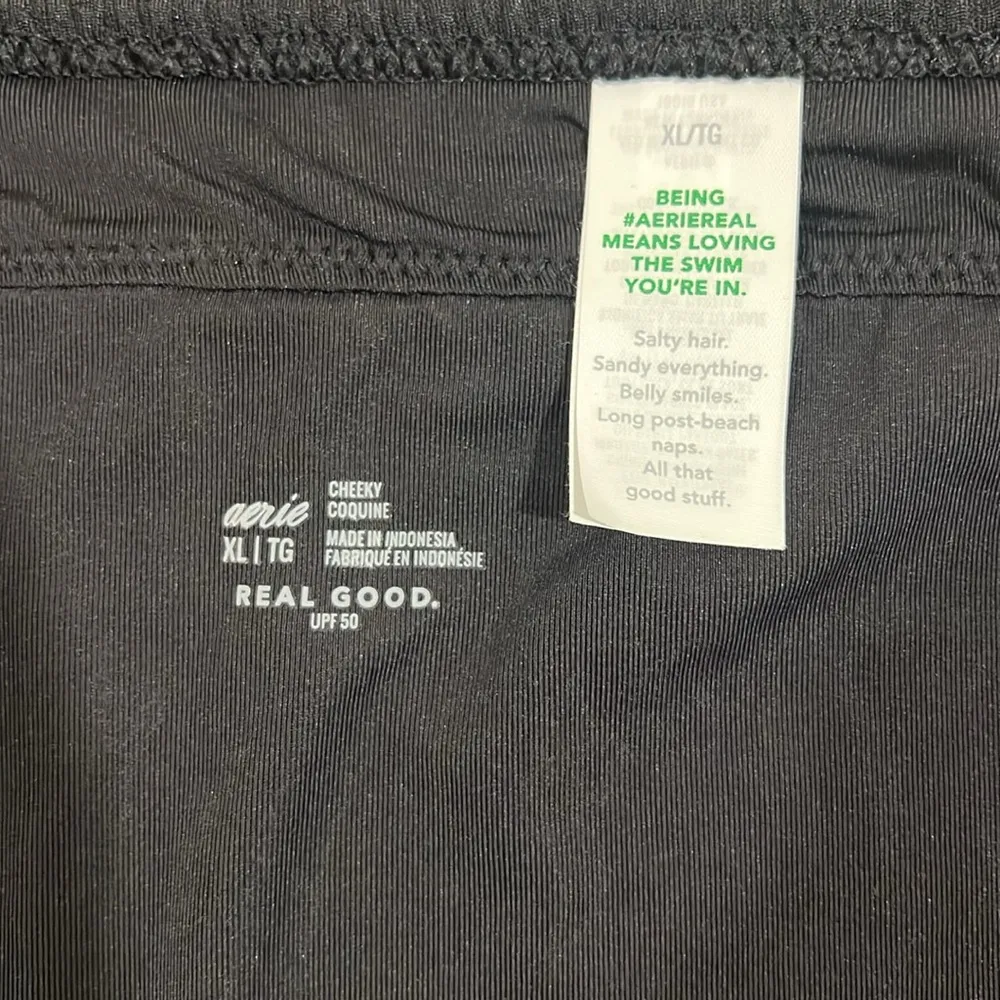 XL/TG
BEING
#AERIEREAL
MEANS LOVING
THE SWIM
YOU'RE IN.
Salty hair.
Sandy everything.
Belly smiles.
Long post-beach
naps.
All that
good stuff.
aerie
XL | TG
CHEEKY
COQUINE
MADE IN INDONESIA
FABRIQUÉ EN INDONÉSIE
REAL GOOD.
UPF 50